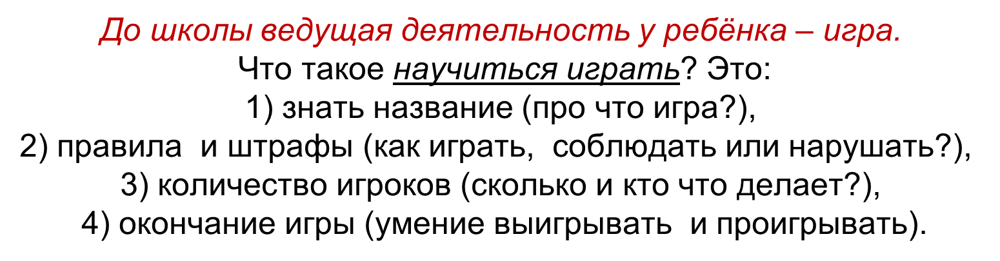 До школы ведущая деятельность у ребёнка – игра.
Что такое научиться играть? Это:
1) знать название (про что игра?),
2) правила  и штрафы (как играть,  соблюдать или нарушать?),
3) количество игроков (сколько и кто что делает?),
4) окончание игры (умение выигрывать  и проигрывать).